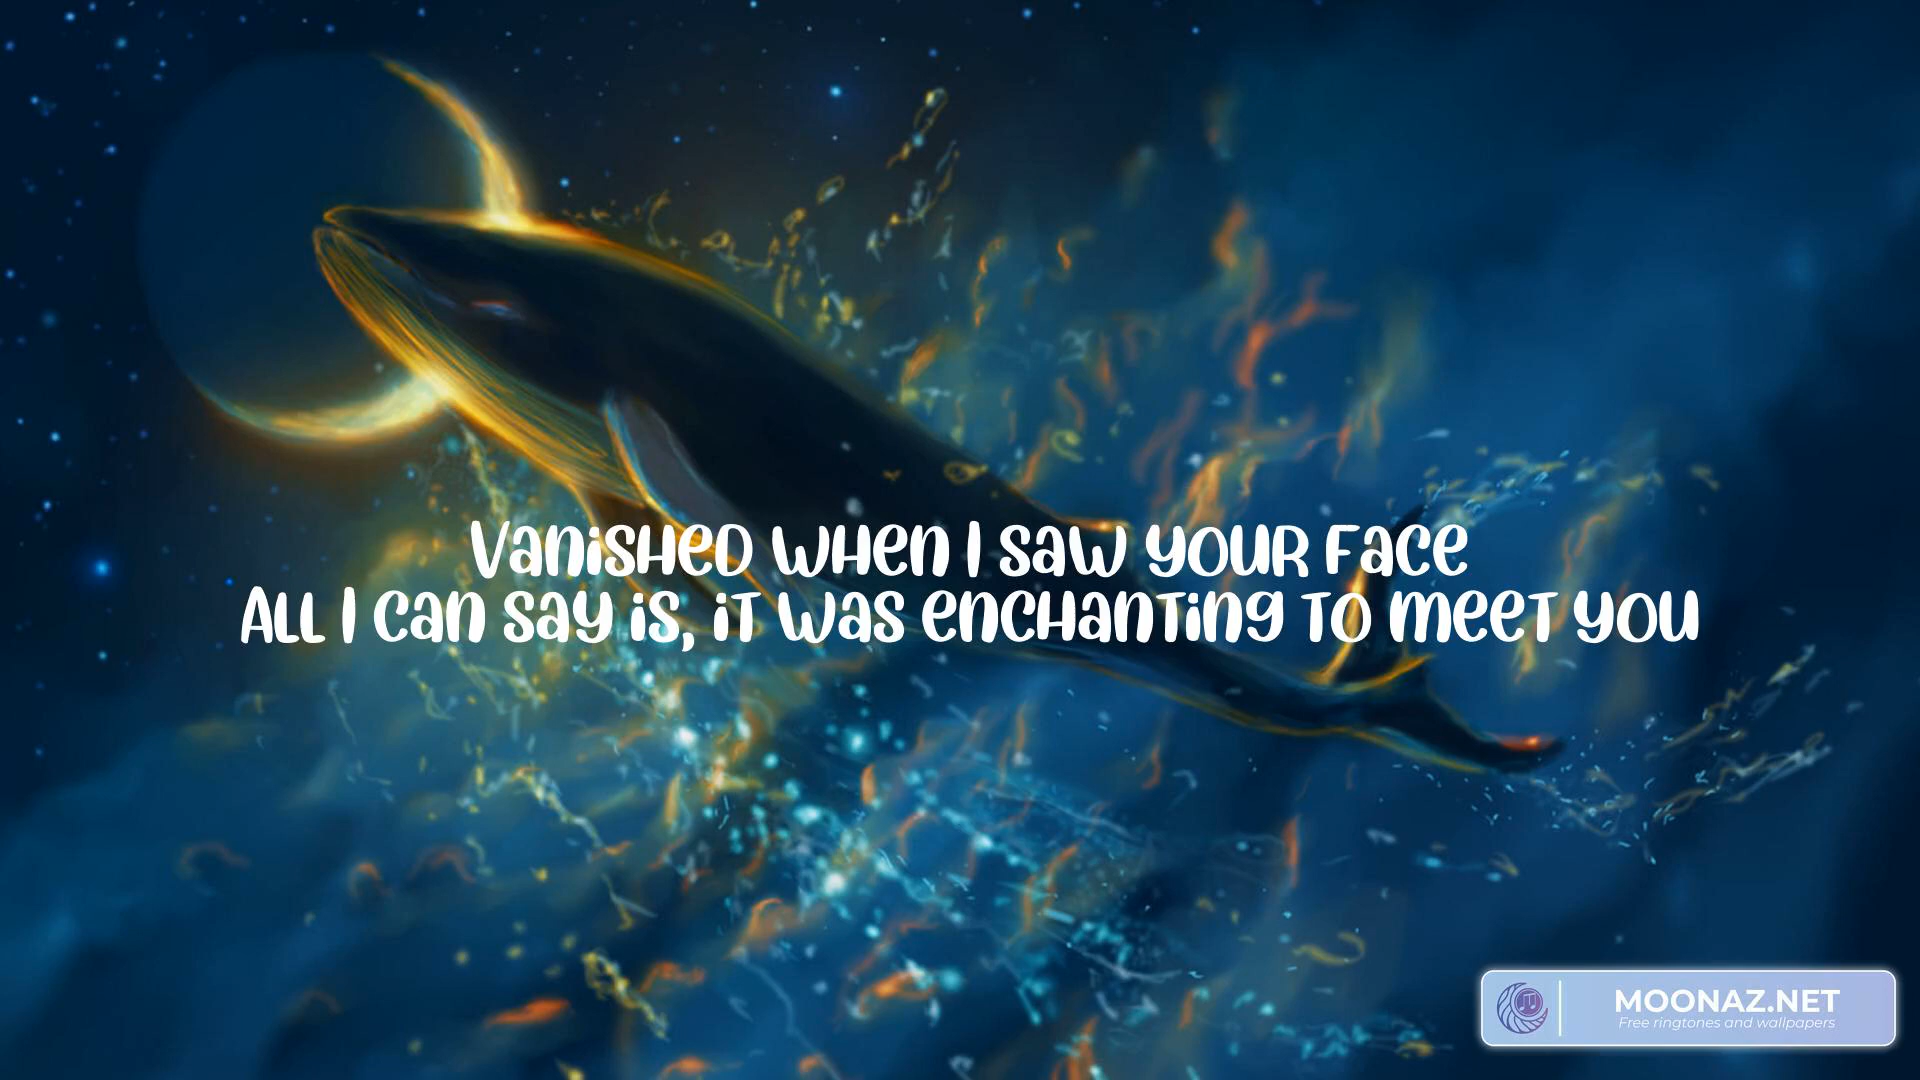 Vanished when I saw your face
All I can say is, it was enchanting to meet you
MOONAZ.NET
Free ringtones and wallpapers